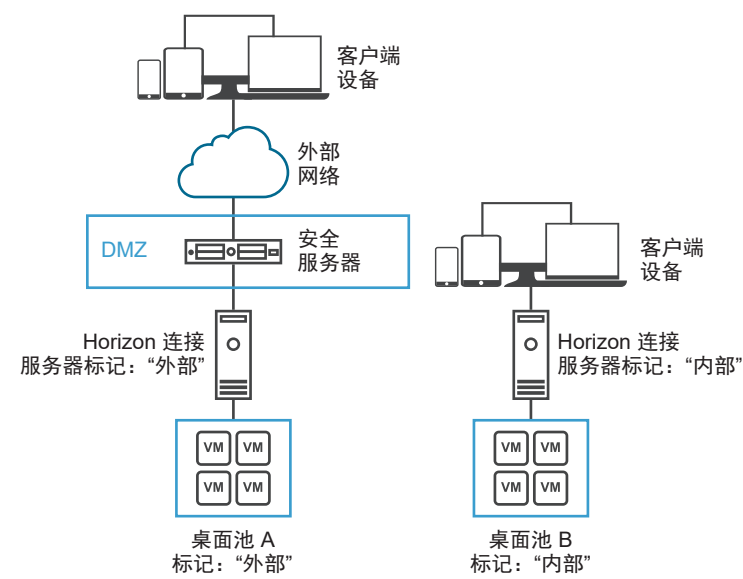 客户端
设备
外部
网络
DMZ
安全
服务器
客户端
设备
Horizon 连接
服务器标记：“外部”
Horizon 连接
服务器标记：“内部”
VM VM
VM VM
VM VM
VM VM
桌面池 A
标记：“外部”
桌面池 B
标记：“内部”